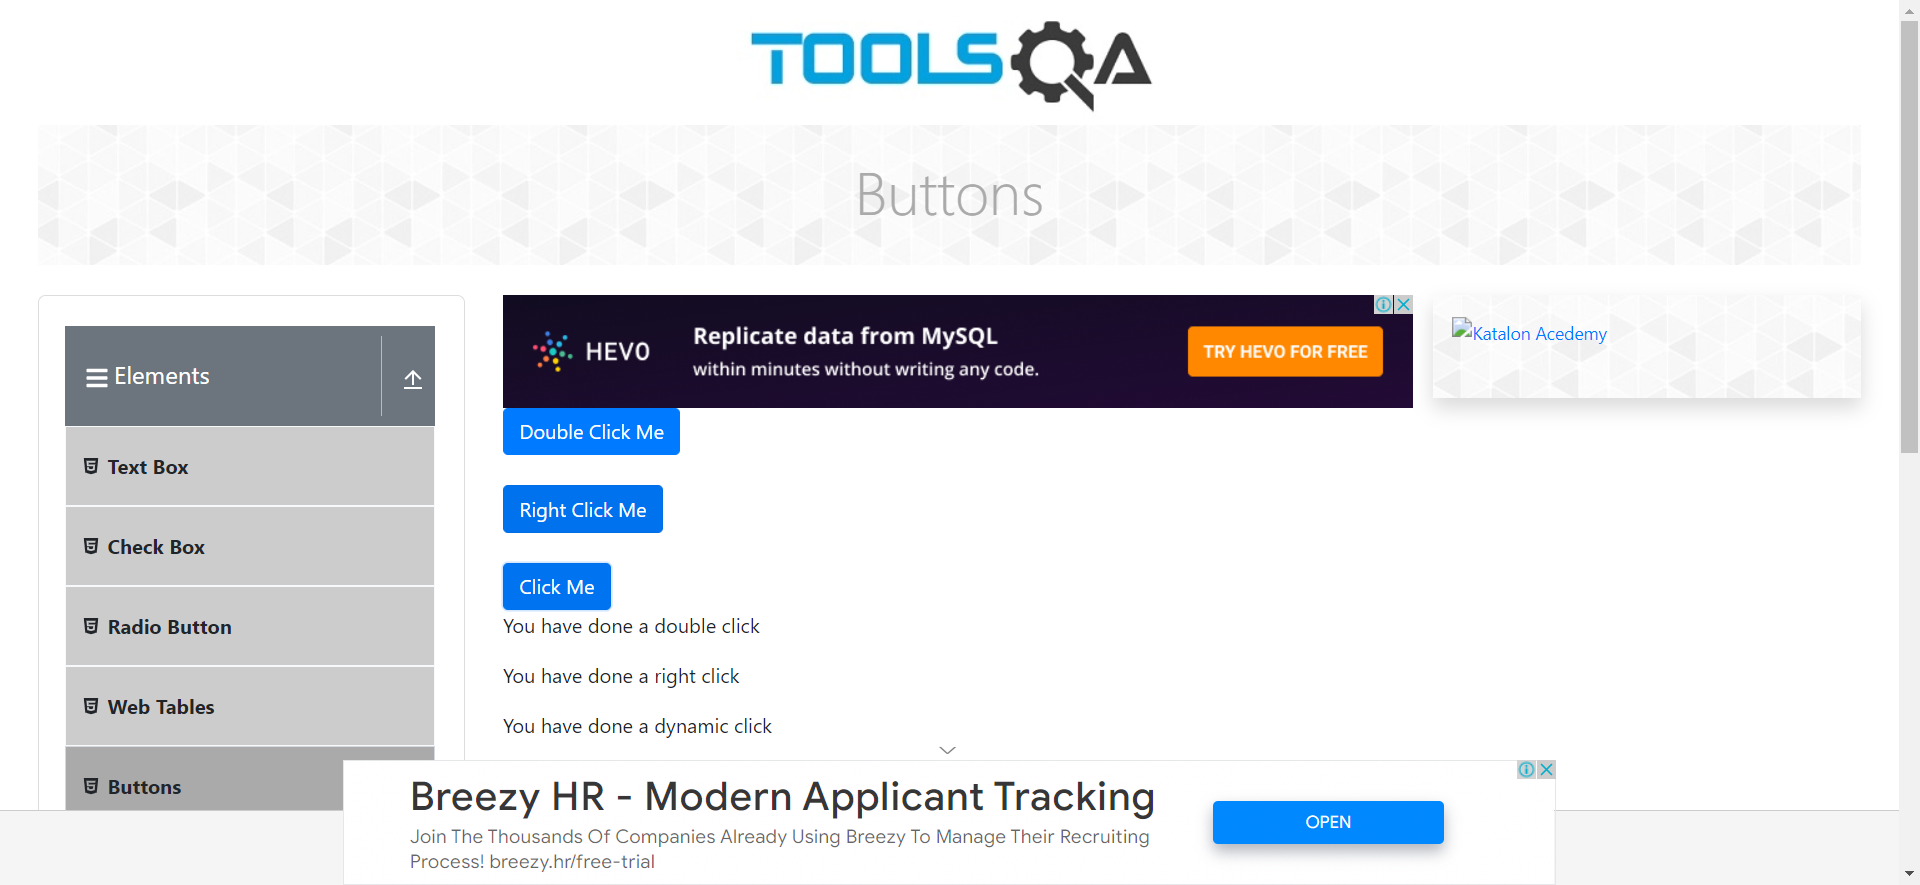 TOOLSQA
Buttons
Elements
Text Box
Check Box
Radio Button
Web Tables
Buttons
HEVO
Replicate data from MySQL
within minutes without writing any code.
TRY HEVO FOR FREE
Double Click Me
Right Click Me
Click Me
You have done a double click
You have done a right click
You have done a dynamic click
Katalon Acedemy
Breezy HR - Modern Applicant Tracking
Join The Thousands Of Companies Already Using Breezy To Manage Their Recruiting
Process! breezy.hr/free-trial
OPEN